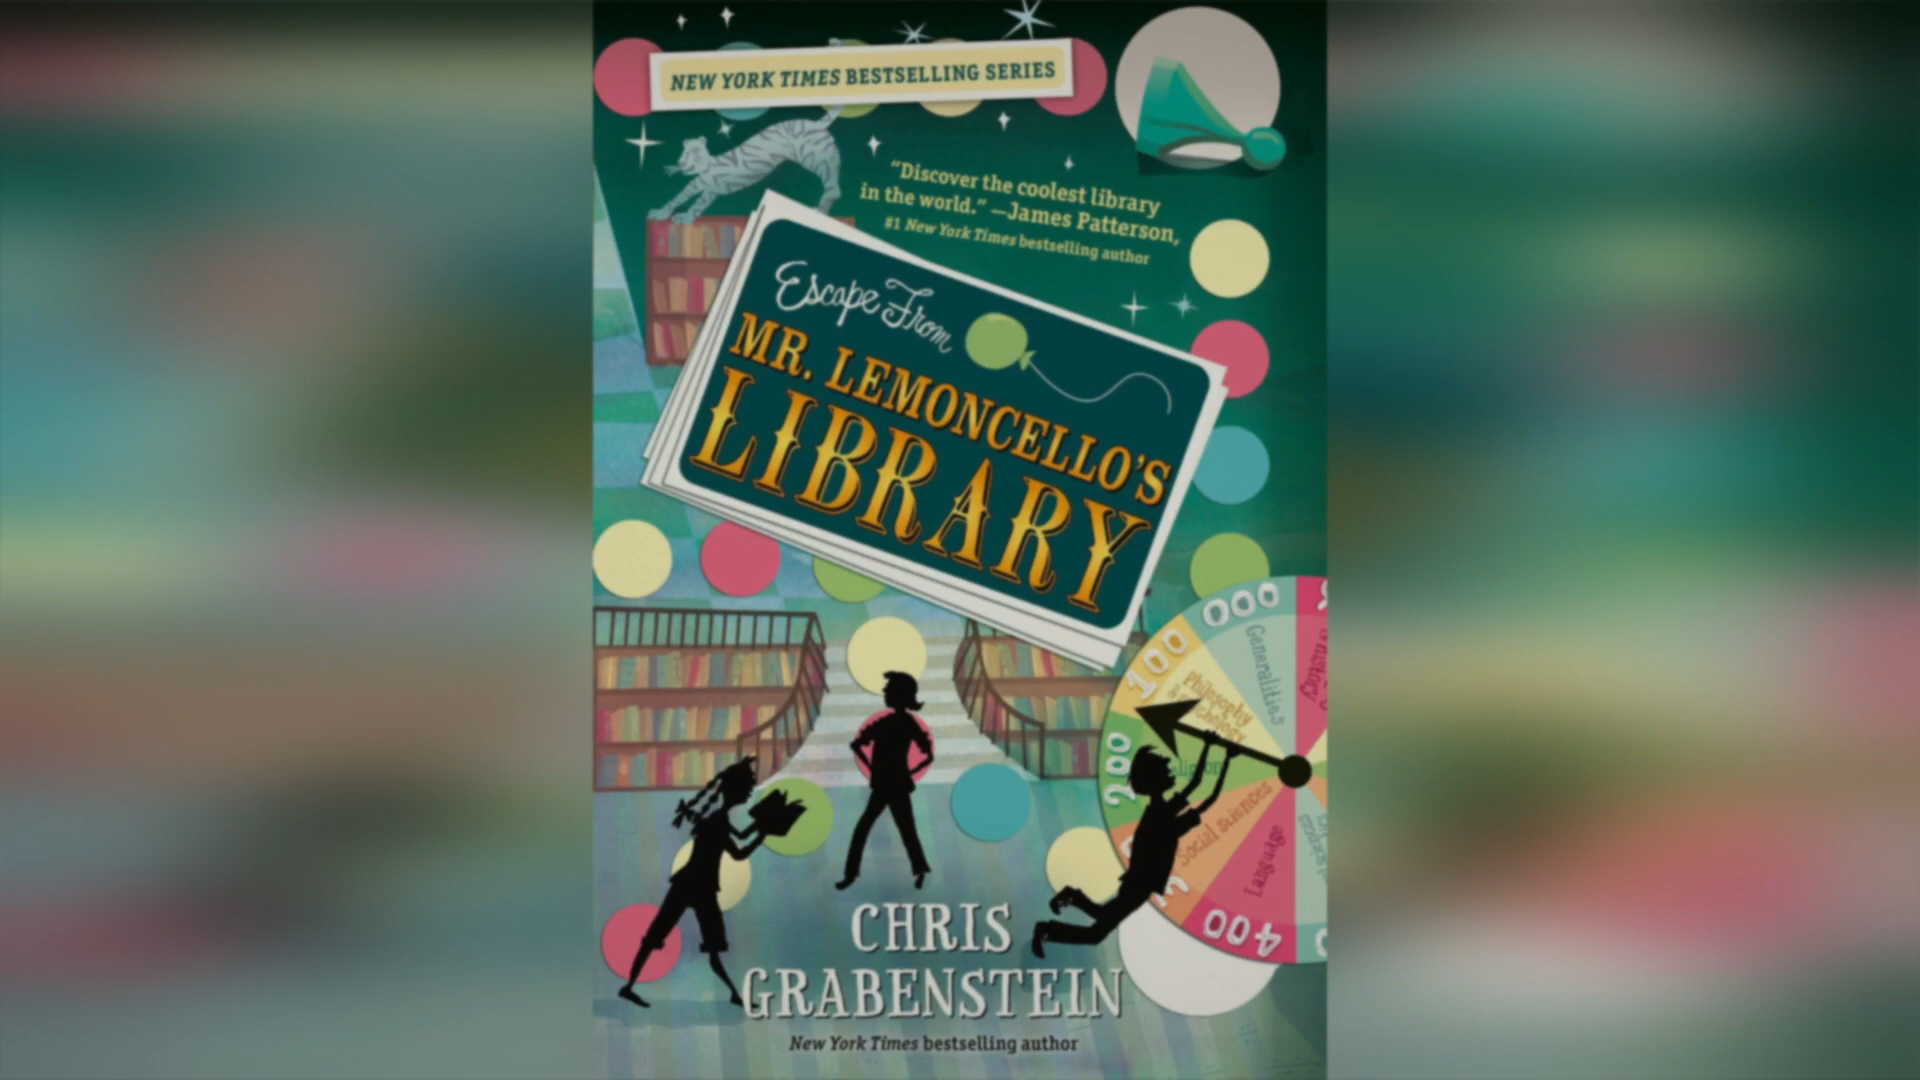 NEW YORK TIMES BESTSELLING SERIES
"Discover the coolest library
in the world." —James Patterson,
#1 New York Times bestselling author
Escape From
MR. LEMONCELLO'S
LIBRARY
000
Generalities
100
Philosophy
&
200
Social Sciences
Language
400
CHRIS
GRABENSTEIN
New York Times bestselling author